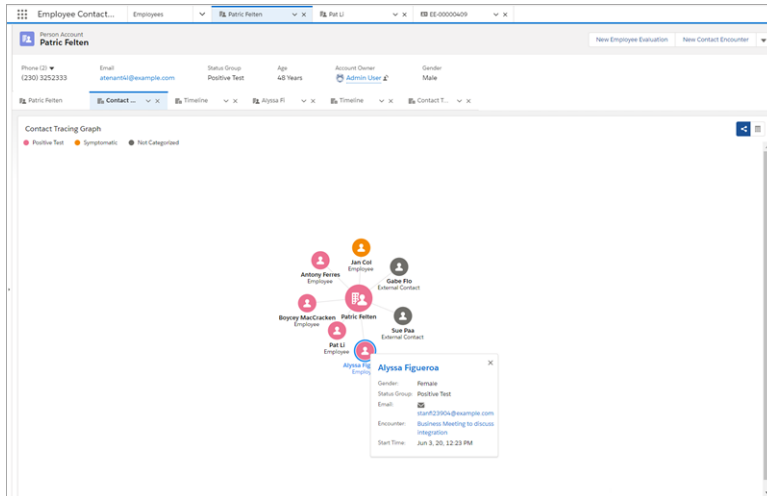 Employee Contact... Employees Patric Felten Pat Li EE-00000409
Person Account
Patric Felten
New Employee Evaluation New Contact Encounter
Phone (2) Email Status Group Age Account Owner Gender
(230) 3252333 atenant4l@example.com Positive Test 48 Years Admin User Male
Patric Felten Contact ... Timeline Alyssa Fi Timeline Contact T...
Contact Tracing Graph
Positive Test Symptomatic Not Categorized
Jan Col
Employee
Antony Ferres
Employee
Gabe Flo
External Contact
Boycey MacCracken
Employee
Patric Felten
Sue Paa
External Contact
Pat Li
Employee
Alyssa Fig
Employ
Alyssa Figueroa
Gender: Female
Status Group: Positive Test
Email:
stanfi23904@example.com
Encounter: Business Meeting to discuss
integration
Start Time: Jun 3, 20, 12:23 PM